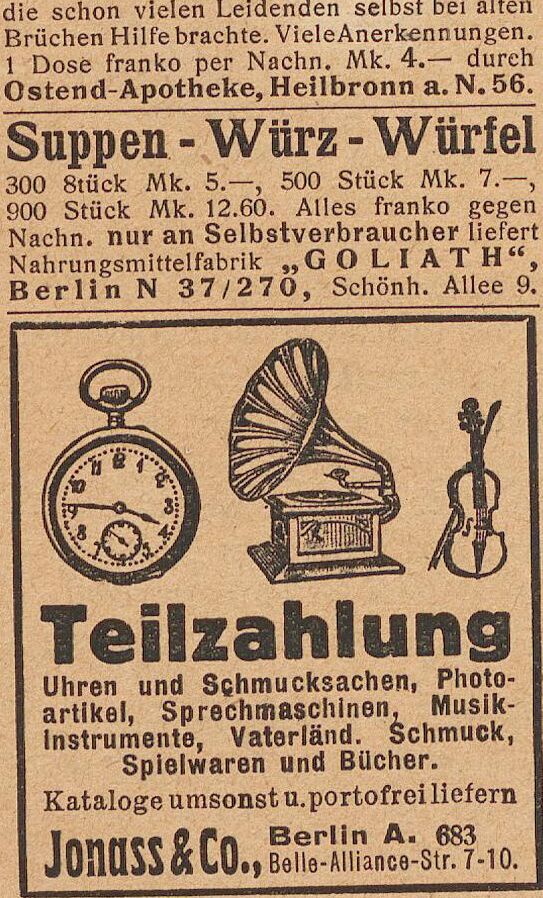 die schon vielen Leidenden selbst bei alten
Brüchen Hilfe brachte. Viele Anerkennungen.
1 Dose franko per Nachn. Mk. 4.— durch
Ostend-Apotheke, Heilbronn a. N. 56.
Suppen - Würz - Würfel
300 Stück Mk. 5.—, 500 Stück Mk. 7.—,
900 Stück Mk. 12.60. Alles franko gegen
Nachn. nur an Selbstverbraucher liefert
Nahrungsmittelfabrik „GOLIATH“,
Berlin N 37/270, Schönh. Allee 9.
Teilzahlung
Uhren und Schmucksachen, Photo-
artikel, Sprechmaschinen, Musik-
Instrumente, Vaterländ. Schmuck,
Spielwaren und Bücher.
Kataloge umsonst u. portofrei liefern
Jonass & Co., Berlin A. 683
Belle-Alliance-Str. 7-10.